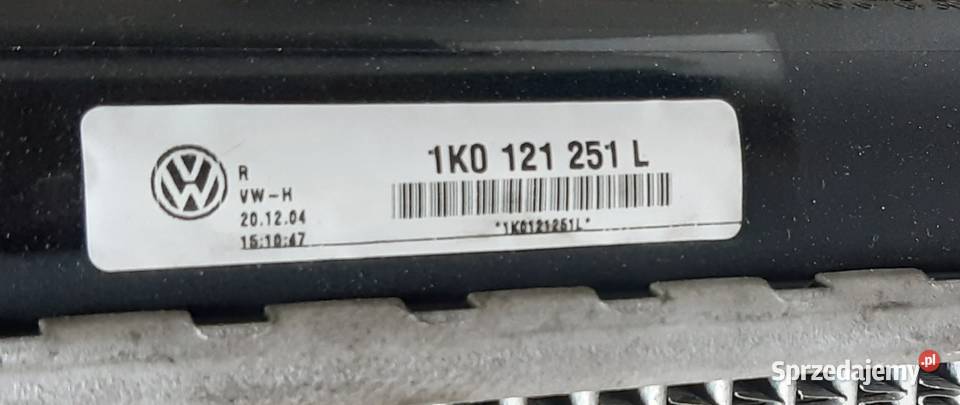 R
VW-H
20.12.04
15:10:47
1K0 121 251 L
*1K0121251L*
Sprzedajemy.pl